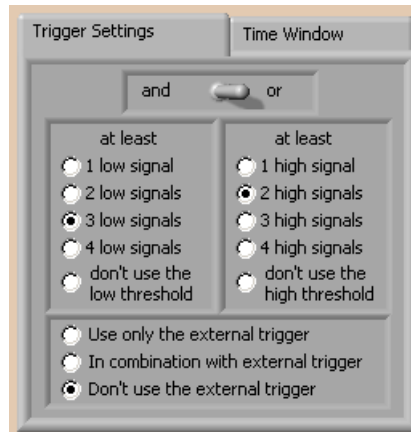 Trigger Settings
Time Window
and
or
at least
1 low signal
2 low signals
3 low signals
4 low signals
don't use the
low threshold
at least
1 high signal
2 high signals
3 high signals
4 high signals
don't use the
high threshold
Use only the external trigger
In combination with external trigger
Don't use the external trigger